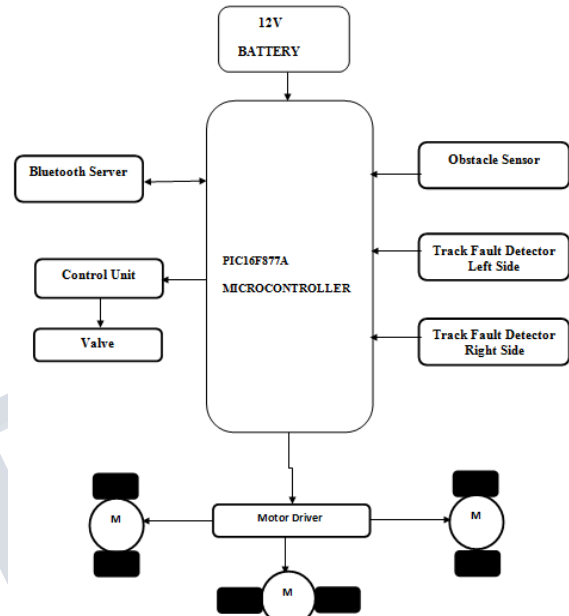 12V
BATTERY
Bluetooth Server
Obstacle Sensor
PIC16F877A
MICROCONTROLLER
Control Unit
Track Fault Detector
Left Side
Valve
Track Fault Detector
Right Side
Motor Driver
M
M
M